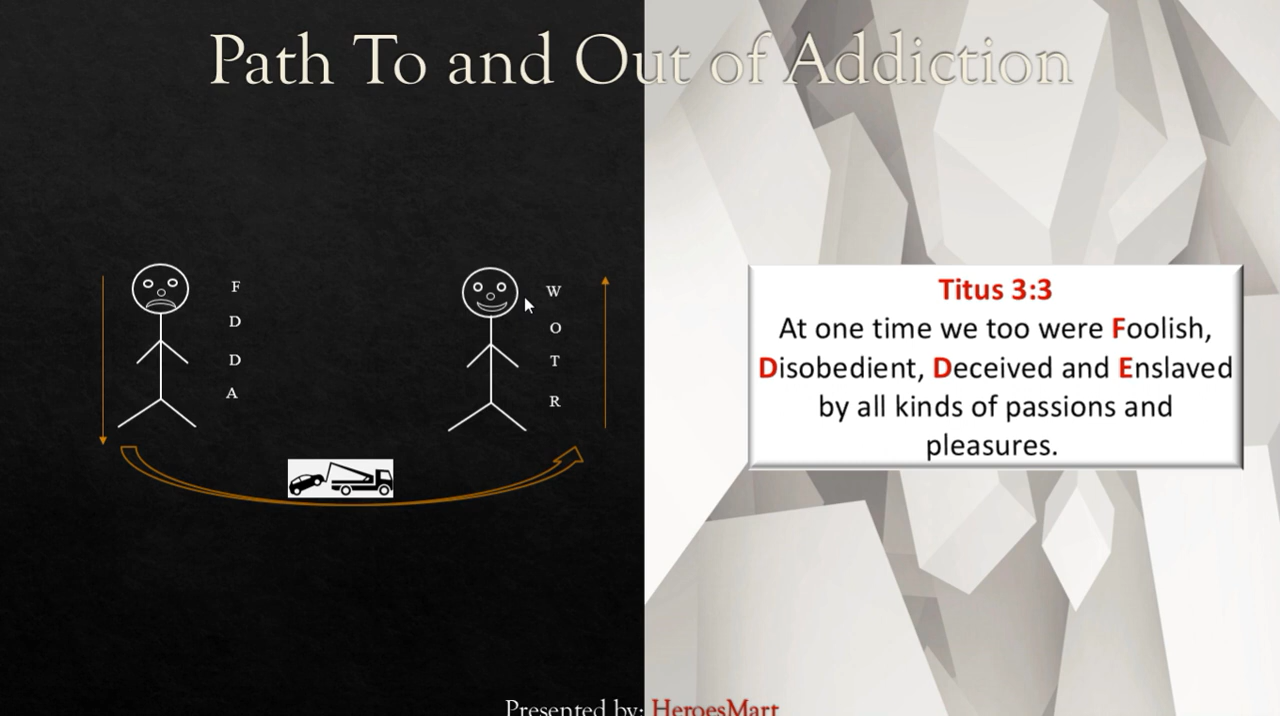 Path To and Out of Addiction
F
D
D
A
W
O
T
R
Titus 3:3
At one time we too were Foolish,
Disobedient, Deceived and Enslaved
by all kinds of passions and
pleasures.
Presented by: HeroesMart